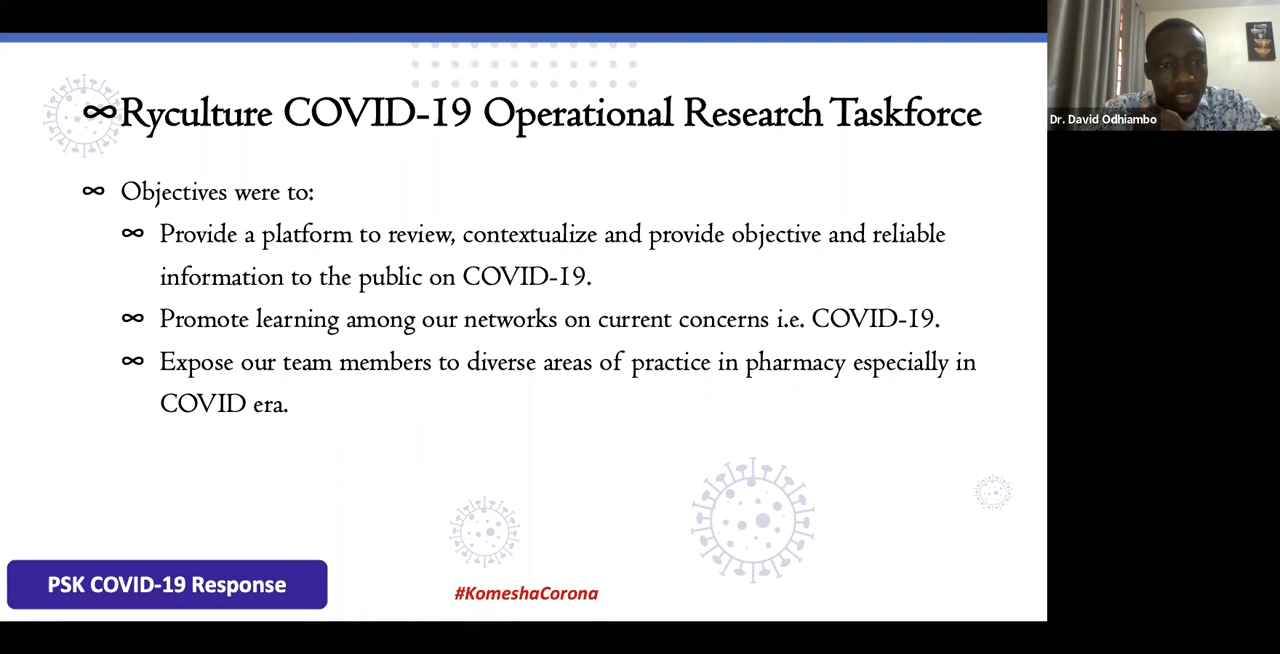 ∞Ryculture COVID-19 Operational Research Taskforce
∞ Objectives were to:
∞ Provide a platform to review, contextualize and provide objective and reliable
information to the public on COVID-19.
∞ Promote learning among our networks on current concerns i.e. COVID-19.
∞ Expose our team members to diverse areas of practice in pharmacy especially in
COVID era.
PSK COVID-19 Response
#KomeshaCorona
Dr. David Odhiambo